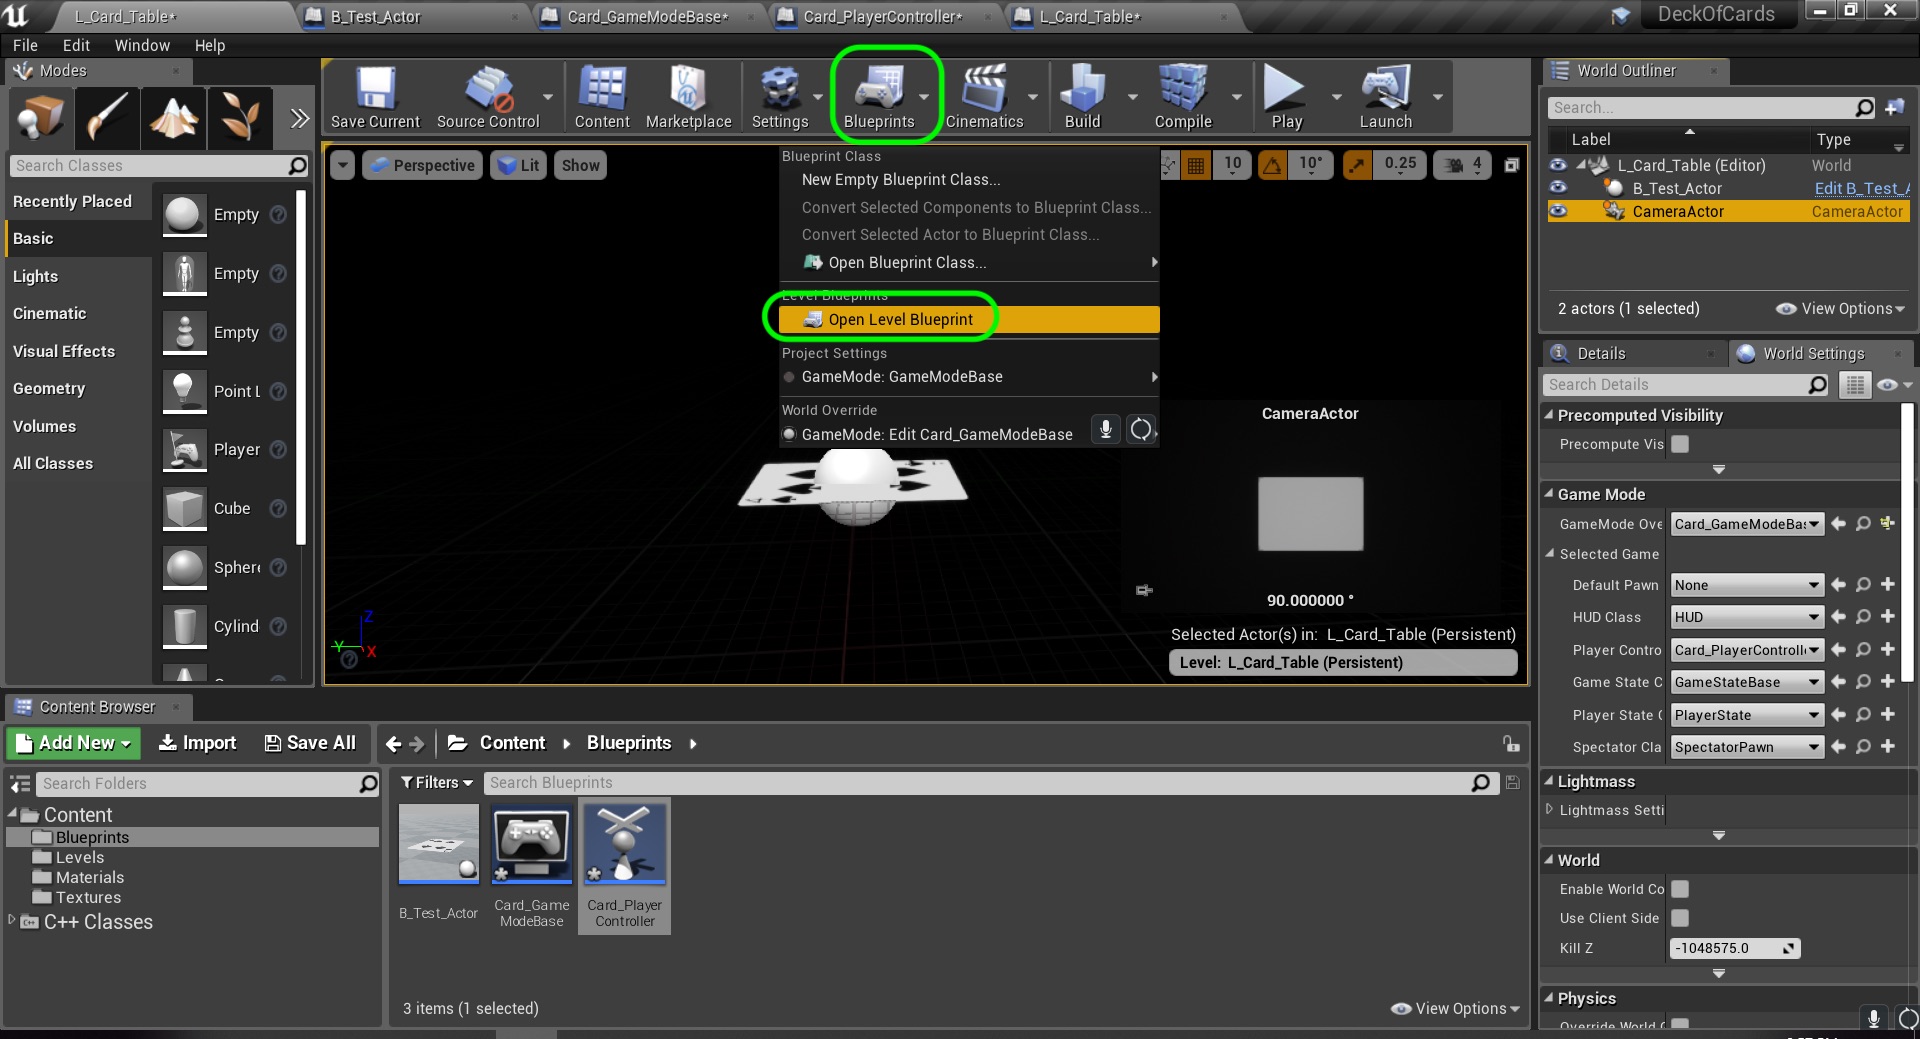 L_Card_Table*
B_Test_Actor
Card_GameModeBase*
Card_PlayerController*
L_Card_Table*
DeckOfCards
File Edit Window Help
Modes
Search Classes
Recently Placed
Basic
Lights
Cinematic
Visual Effects
Geometry
Volumes
All Classes
Empty
Empty
Empty
Point L
Player
Cube
Sphere
Cylind
Save Current
Source Control
Content
Marketplace
Settings
Blueprints
Cinematics
Build
Compile
Play
Launch
Perspective
Lit
Show
10
10°
0.25
4
Blueprint Class
New Empty Blueprint Class...
Convert Selected Components to Blueprint Class...
Convert Selected Actor to Blueprint Class...
Open Blueprint Class...
Level Blueprints
Open Level Blueprint
Project Settings
GameMode: GameModeBase
World Override
GameMode: Edit Card_GameModeBase
CameraActor
90.000000 °
Selected Actor(s) in: L_Card_Table (Persistent)
Level: L_Card_Table (Persistent)
Z
Y
X
World Outliner
Search...
Label Type
L_Card_Table (Editor) World
B_Test_Actor Edit B_Test_A
CameraActor CameraActor
2 actors (1 selected) View Options
Details
World Settings
Search Details
Precomputed Visibility
Precompute Vis
Game Mode
GameMode Ove Card_GameModeBas
Selected Game
Default Pawn None
HUD Class HUD
Player Contro Card_PlayerControll
Game State C GameStateBase
Player State C PlayerState
Spectator Cla SpectatorPawn
Lightmass
Lightmass Setti
World
Enable World Co
Use Client Side
Kill Z -1048575.0
Physics
Override World G
Content Browser
Add New Import Save All Content Blueprints
Search Folders
Content
Blueprints
Levels
Materials
Textures
C++ Classes
Filters Search Blueprints
B_Test_Actor
Card_Game
ModeBase
Card_Player
Controller
3 items (1 selected) View Options